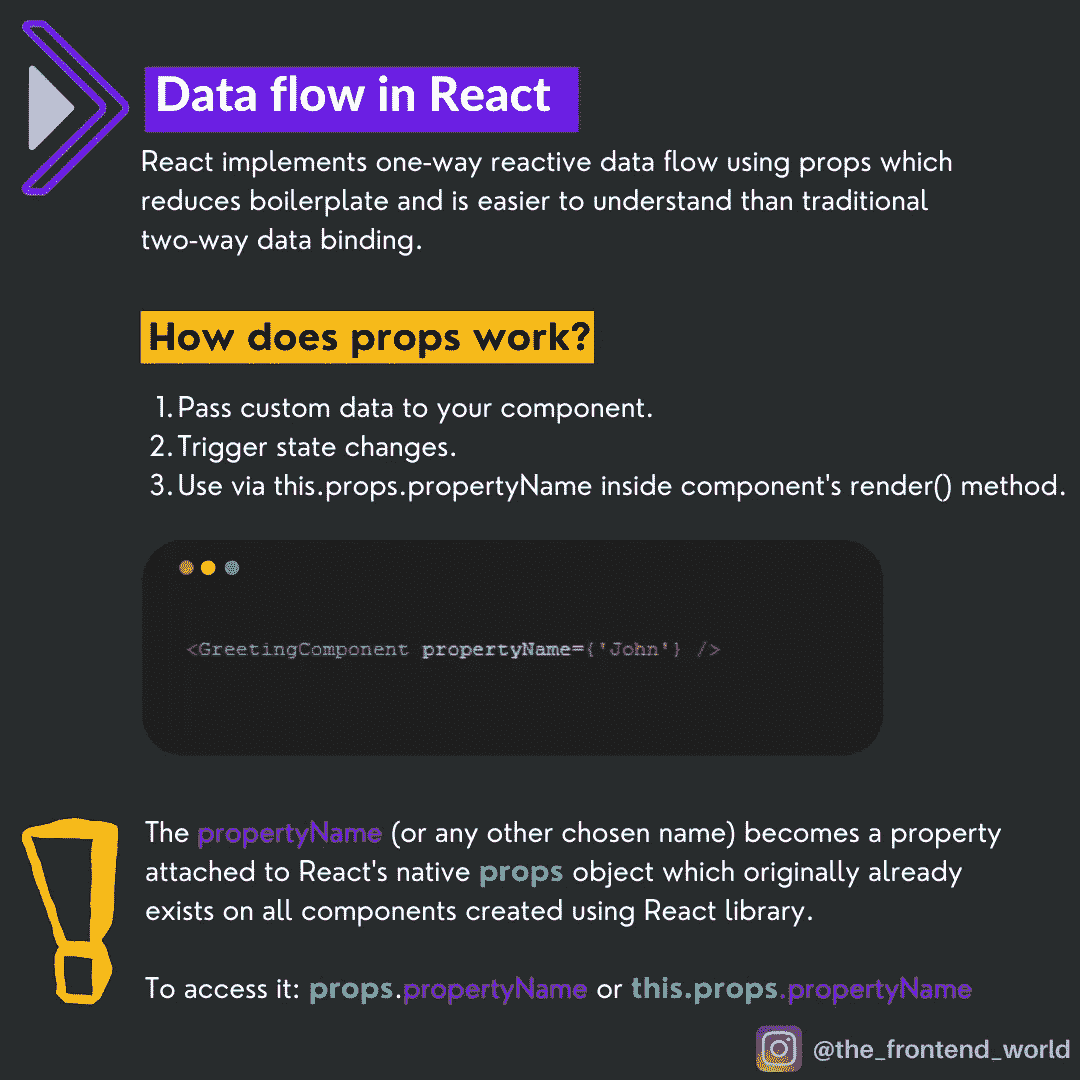 Data flow in React
React implements one-way reactive data flow using props which
reduces boilerplate and is easier to understand than traditional
two-way data binding.
How does props work?
1. Pass custom data to your component.
2. Trigger state changes.
3. Use via this.props.propertyName inside component's render() method.
<GreetingComponent propertyName={'John'} />
The propertyName (or any other chosen name) becomes a property
attached to React's native props object which originally already
exists on all components created using React library.
To access it: props.propertyName or this.props.propertyName
@the_frontend_world